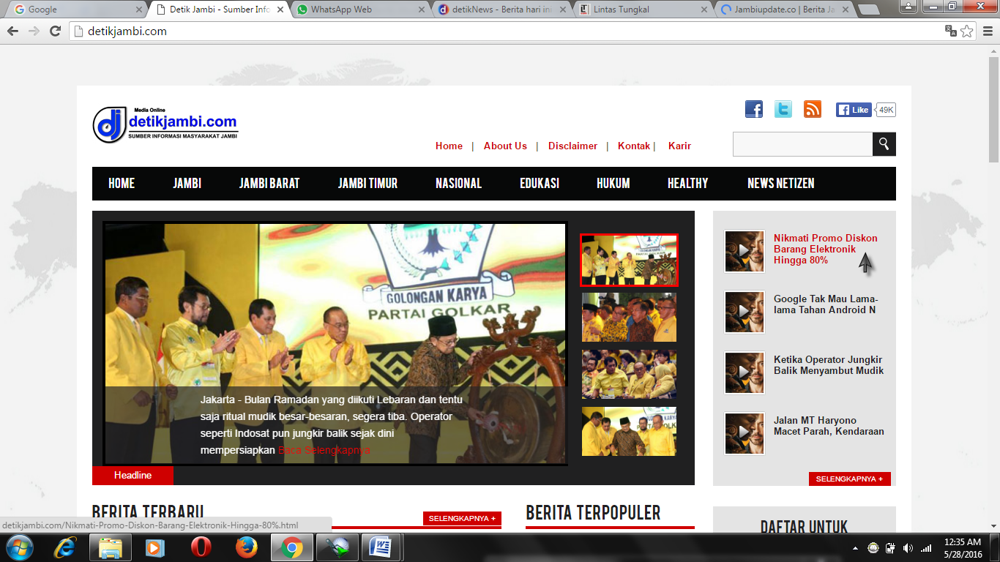 Google
Detik Jambi - Sumber Info
WhatsApp Web
detikNews - Berita hari ini
Lintas Tungkal
Jambiupdate.co | Berita Ja
detikjambi.com
Media Online
detikjambi.com
SUMBER INFORMASI MASYARAKAT JAMBI
Like
49K
Home | About Us | Disclaimer | Kontak | Karir
HOME JAMBI JAMBI BARAT JAMBI TIMUR NASIONAL EDUKASI HUKUM HEALTHY NEWS NETIZEN
GOLONGAN KARYA
PARTAI GOLKAR
Jakarta - Bulan Ramadan yang diikuti Lebaran dan tentu
saja ritual mudik besar-besaran, segera tiba. Operator
seperti Indosat pun jungkir balik sejak dini
mempersiapkan Baca Selengkapnya
Headline
GOLONGAN KARYA
PARTAI GOLKAR
Nikmati Promo Diskon
Barang Elektronik
Hingga 80%
Google Tak Mau Lama-
lama Tahan Android N
Ketika Operator Jungkir
Balik Menyambut Mudik
Jalan MT Haryono
Macet Parah, Kendaraan
SELENGKAPNYA +
BERITA TERBARU
SELENGKAPNYA +
BERITA TERPOPULER
DAFTAR UNTUK
detikjambi.com/Nikmati-Promo-Diskon-Barang-Elektronik-Hingga-80%.html
12:35 AM
5/28/2016